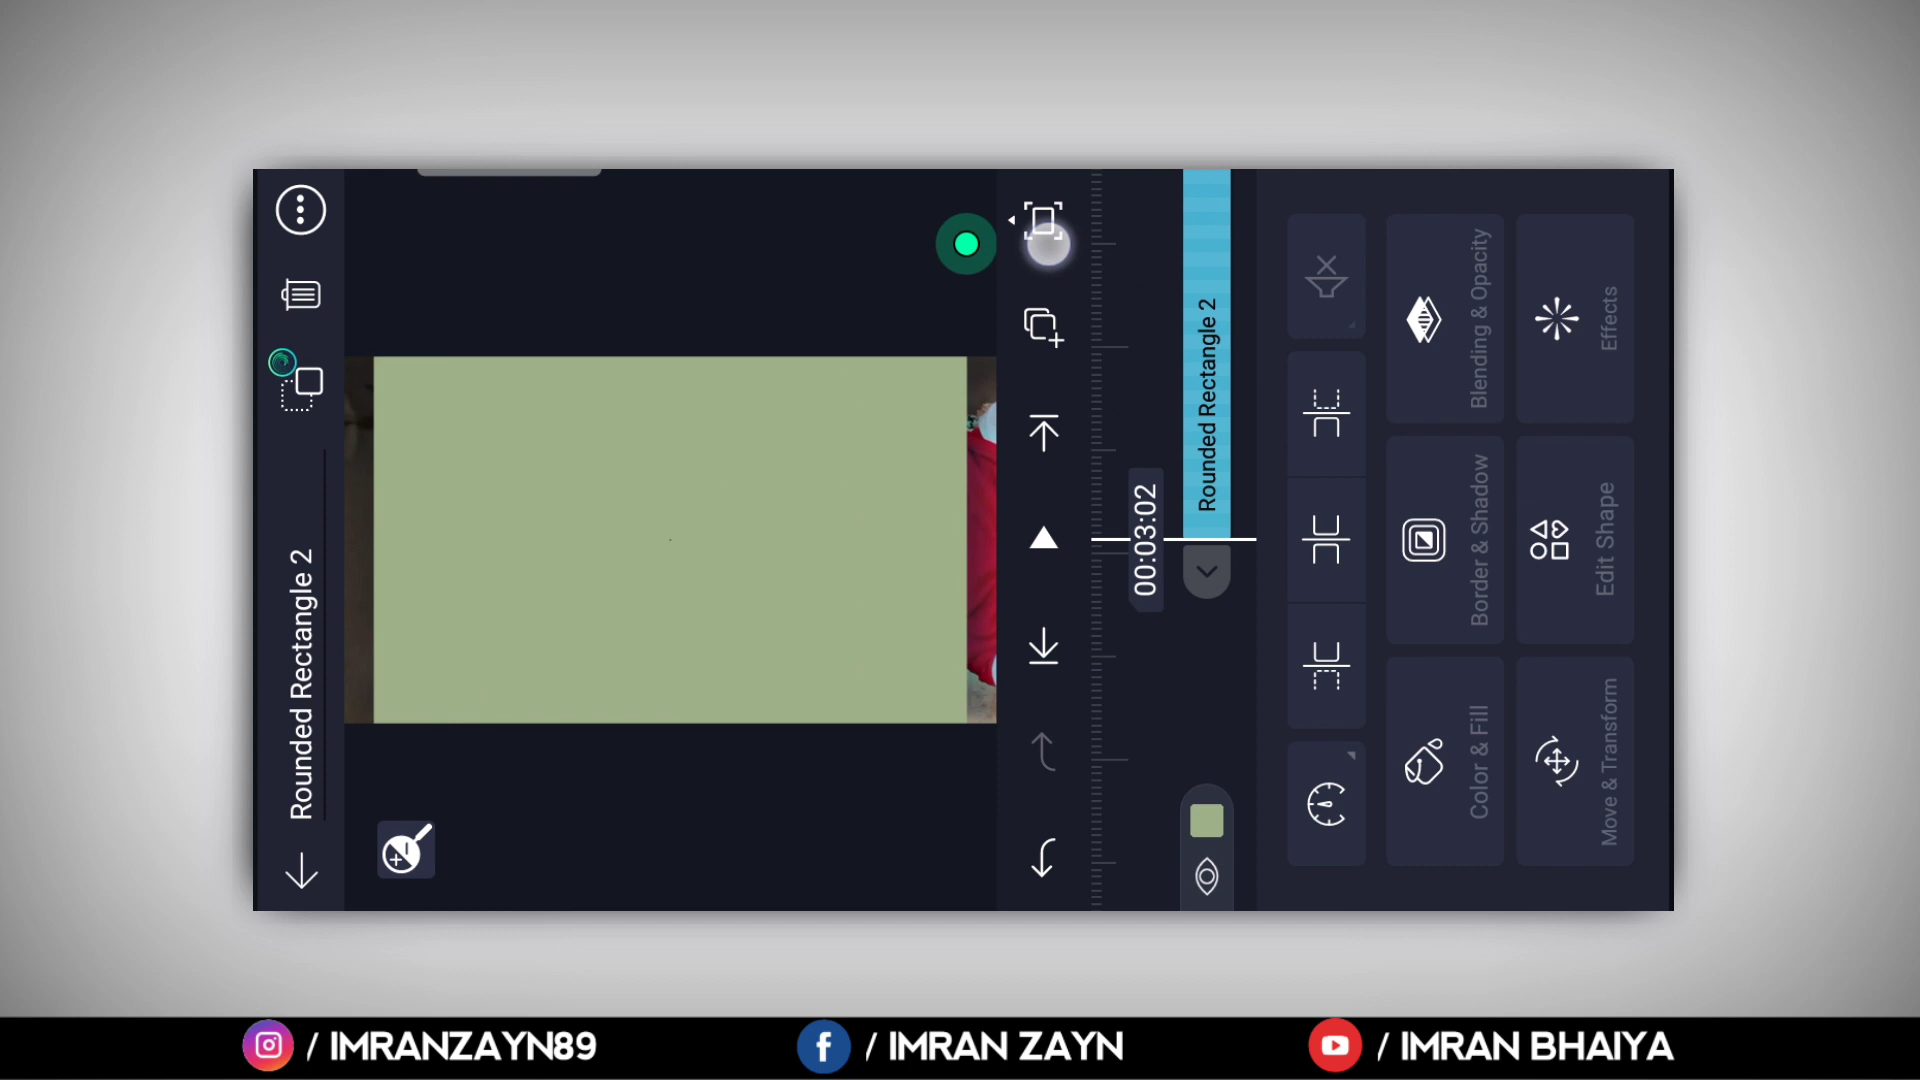 Rounded Rectangle 2
00:03:02
Rounded Rectangle 2
Blending & Opacity
Effects
Border & Shadow
Edit Shape
Color & Fill
Move & Transform
/ IMRANZAYN89
/ IMRAN ZAYN
/ IMRAN BHAIYA